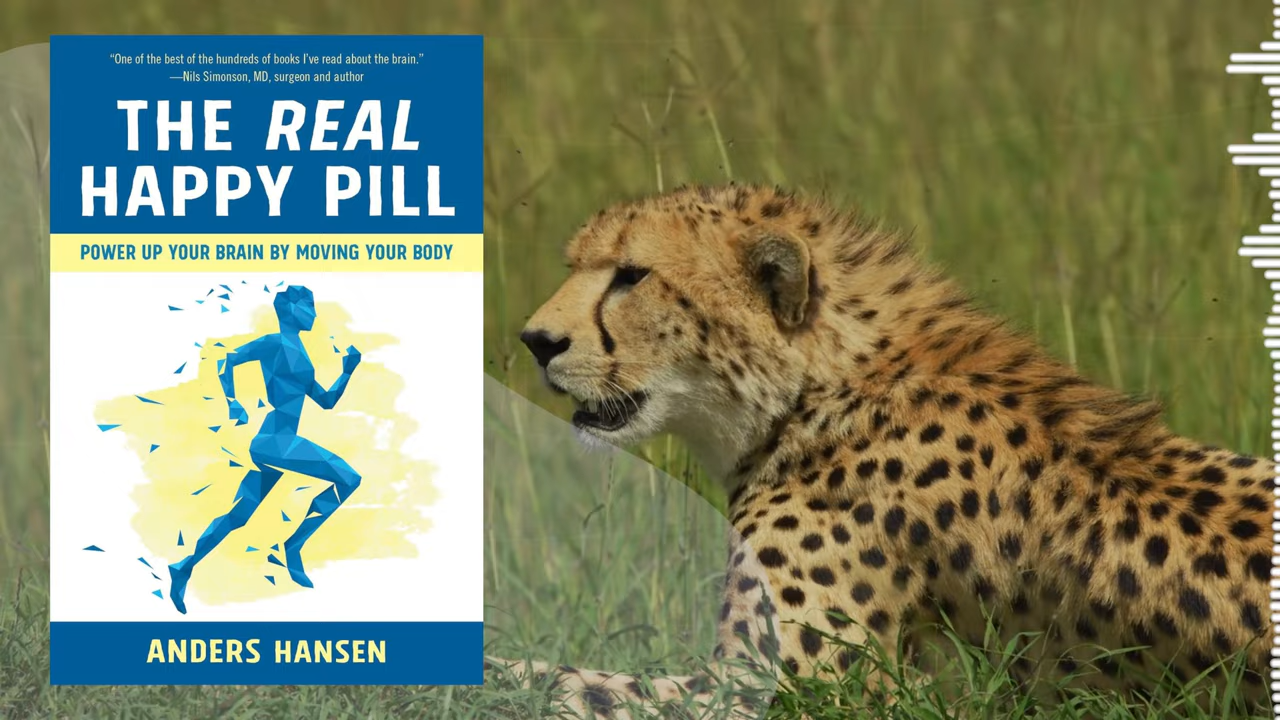 “One of the best of the hundreds of books I’ve read about the brain.”
—Nils Simonson, MD, surgeon and author
THE REAL
HAPPY PILL
POWER UP YOUR BRAIN BY MOVING YOUR BODY
ANDERS HANSEN